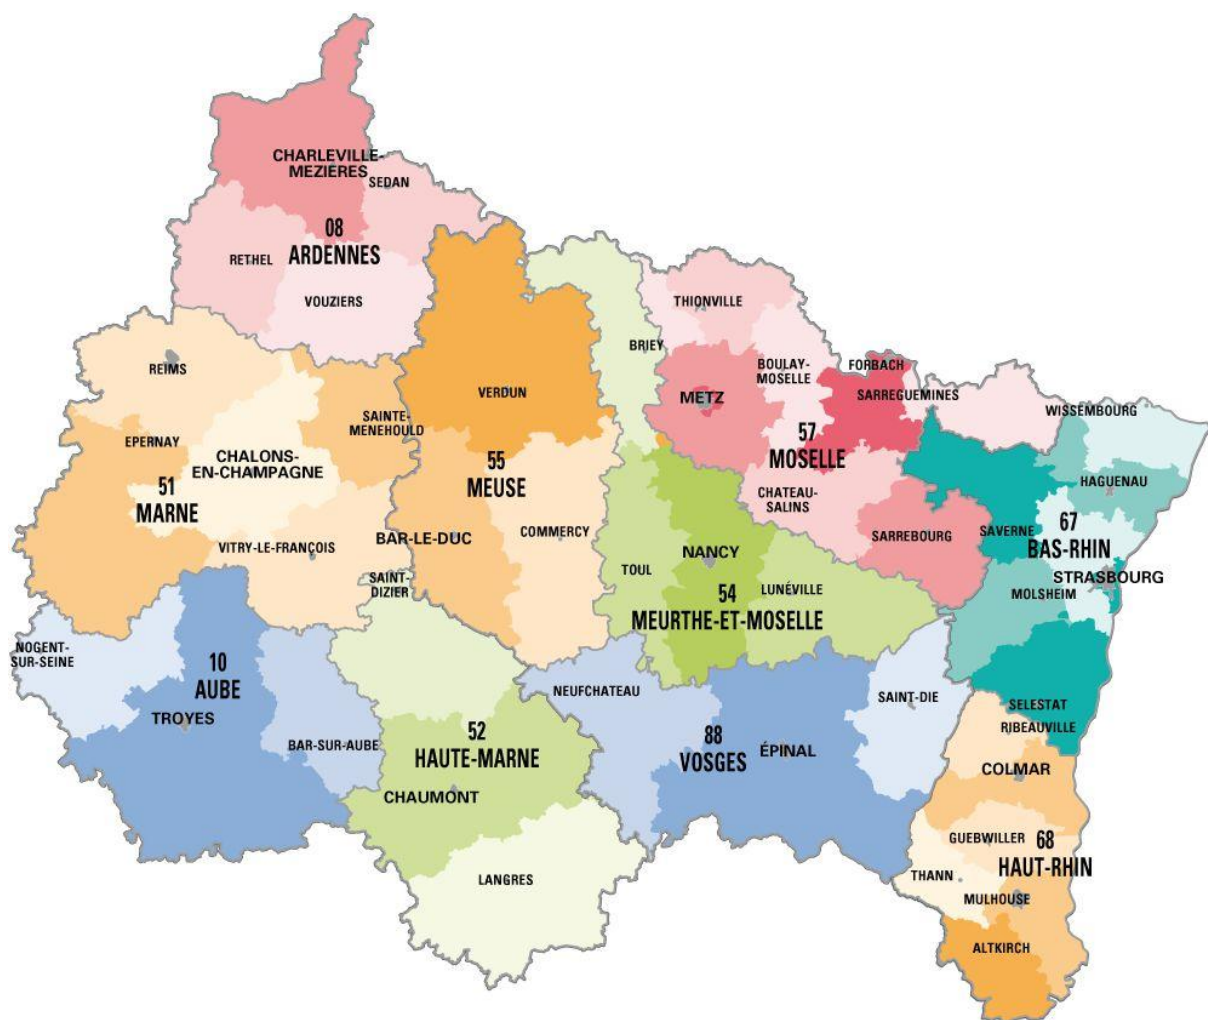 CHARLEVILLE-
MEZIÈRES
SEDAN
08
ARDENNES
RETHEL
VOUZIERS
REIMS
EPERNAY
SAINTE-
MENEHOULD
CHALONS-
EN-CHAMPAGNE
51
MARNE
VITRY-LE-FRANÇOIS
VERDUN
55
MEUSE
BAR-LE-DUC
COMMERCY
BRIEY
THIONVILLE
METZ
BOULAY-
MOSELLE
FORBACH
SARREGUEMINES
57
MOSELLE
CHATEAU-
SALINS
SARREBOURG
WISSEMBOURG
HAGUENAU
SAVERNE
67
BAS-RHIN
STRASBOURG
MOLSHEIM
SELESTAT
TOUL
NANCY
LUNÉVILLE
54
MEURTHE-ET-MOSELLE
SAINT-
DIZIER
NOGENT-
SUR-SEINE
10
AUBE
TROYES
BAR-SUR-AUBE
52
HAUTE-MARNE
CHAUMONT
LANGRES
NEUFCHATEAU
88
VOSGES
ÉPINAL
SAINT-DIE
RIBEAUVILLE
COLMAR
GUEBWILLER
68
HAUT-RHIN
THANN
MULHOUSE
ALTKIRCH